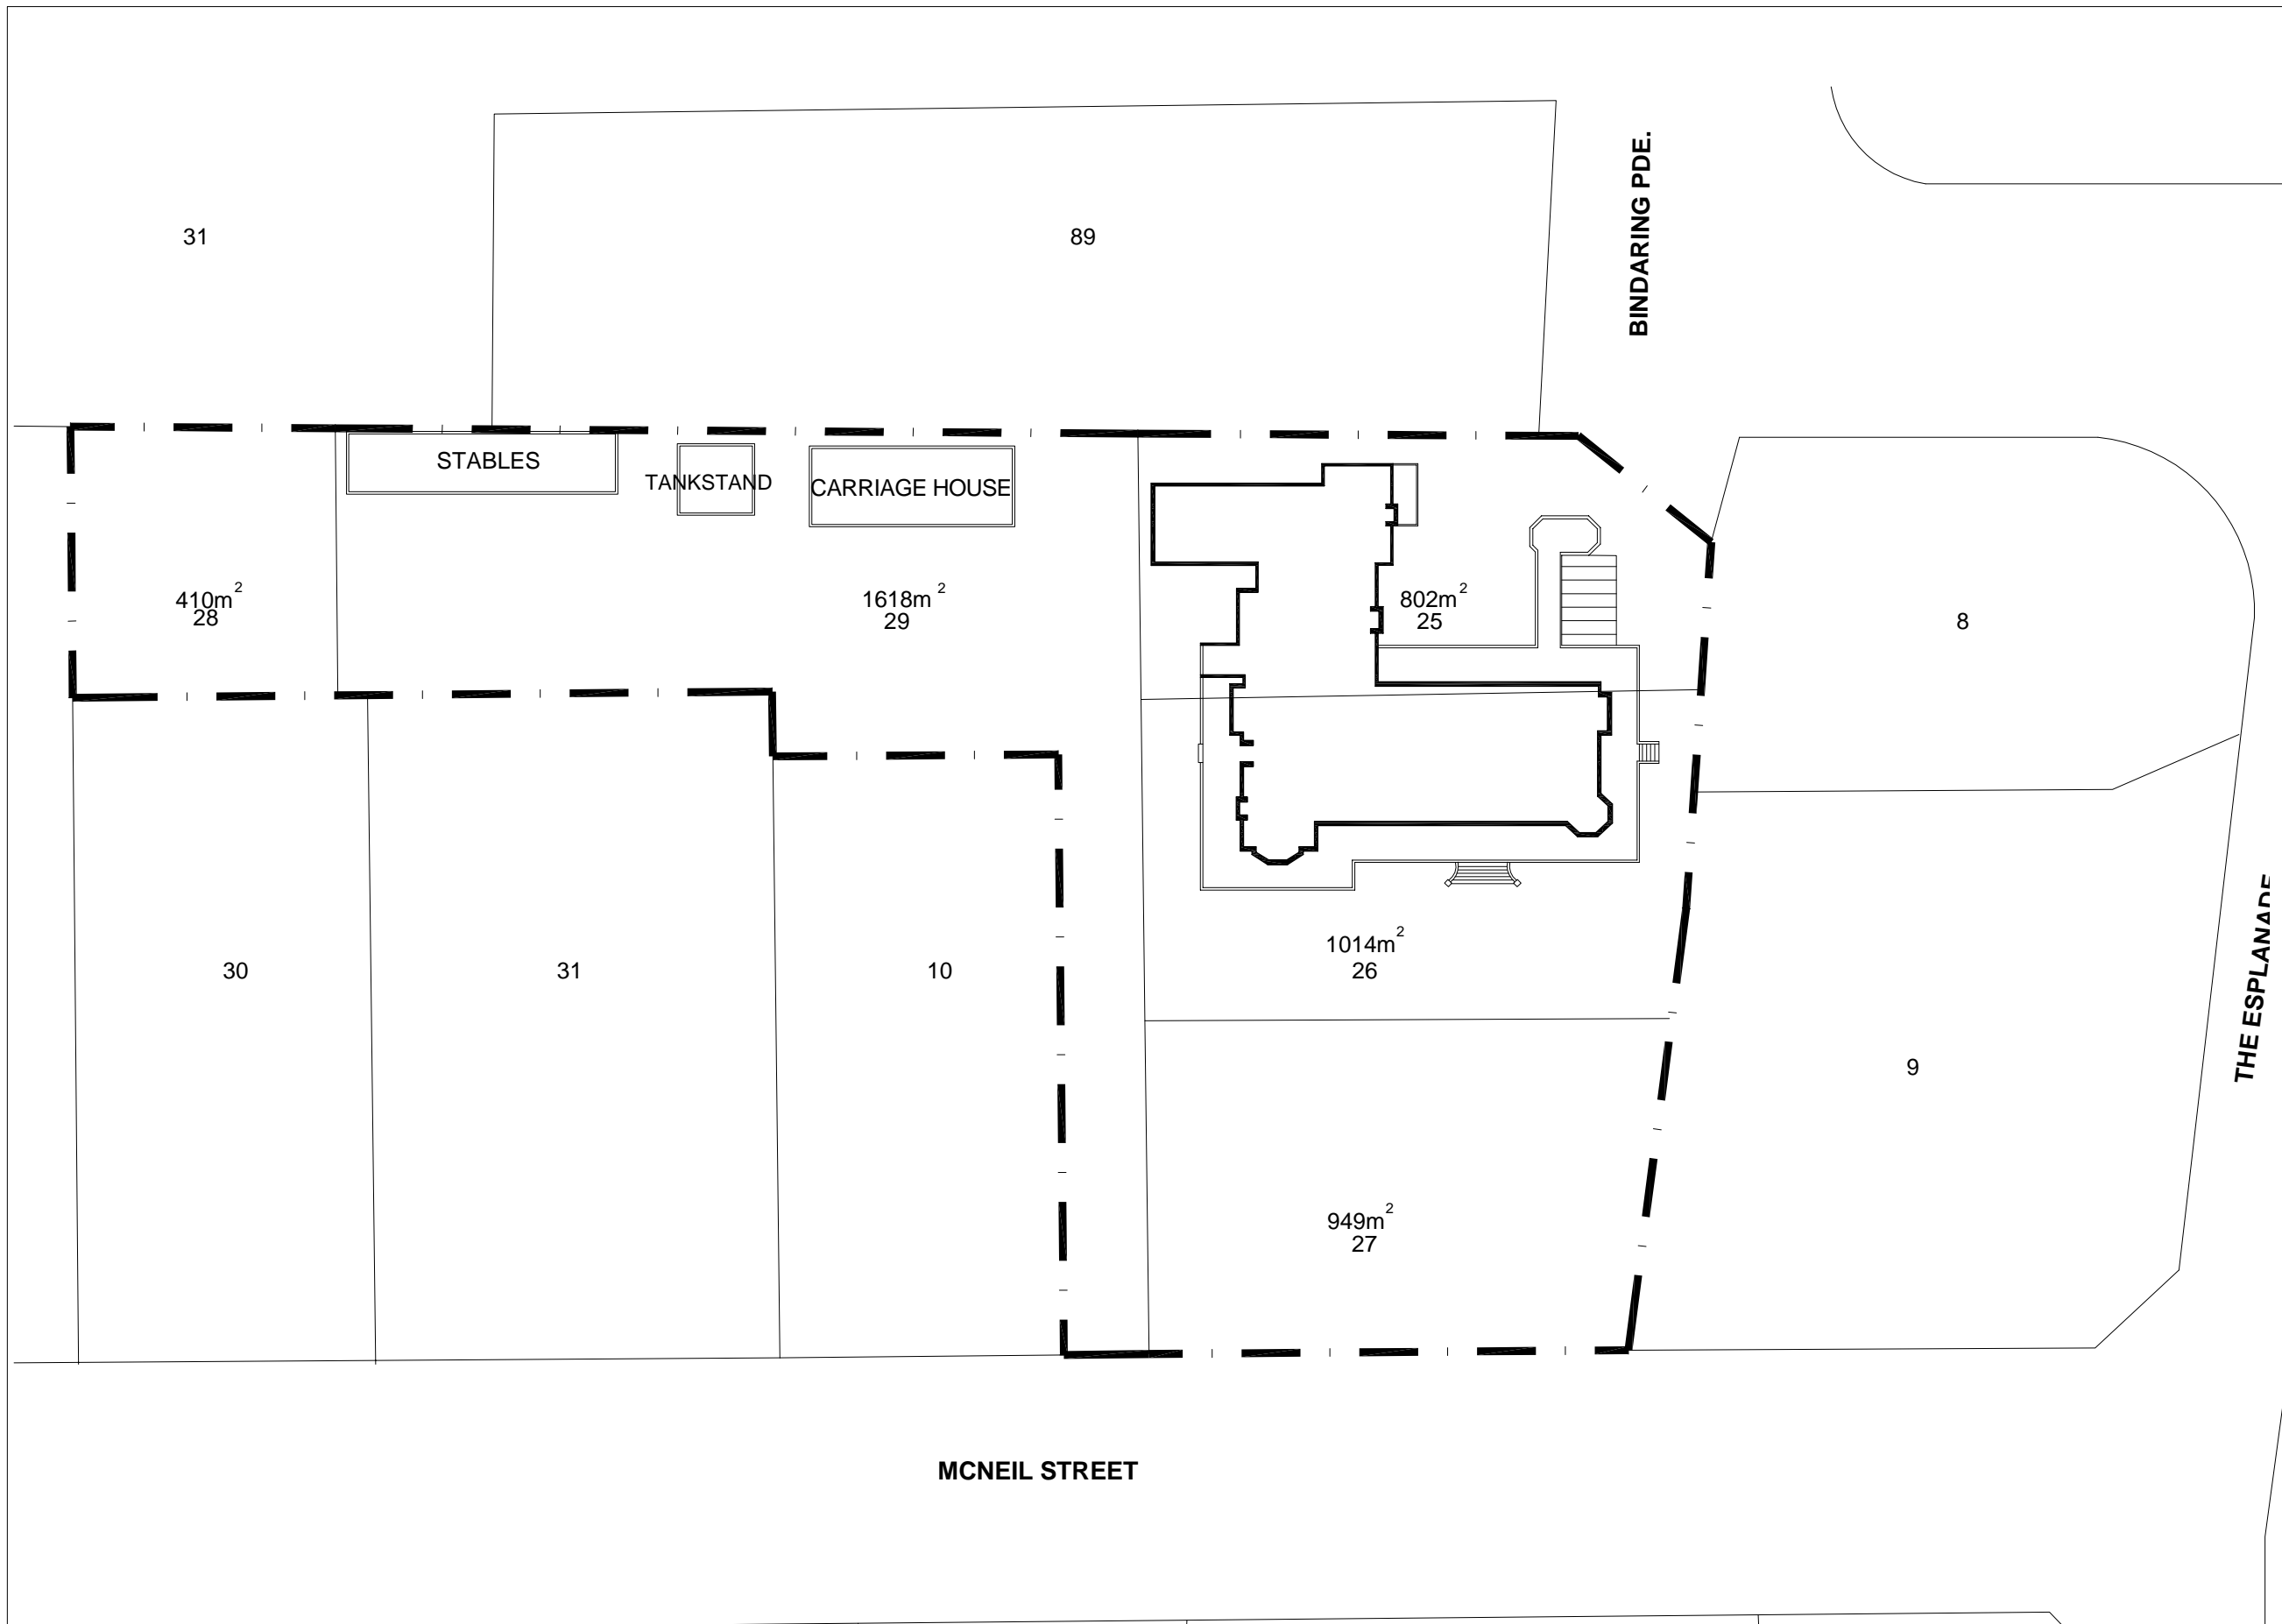 31
89
BINDARING PDE.
STABLES
TANKSTAND
CARRIAGE HOUSE
410m²
28
1618m²
29
802m²
25
8
30
31
10
1014m²
26
9
THE ESPLANADE
949m²
27
MCNEIL STREET